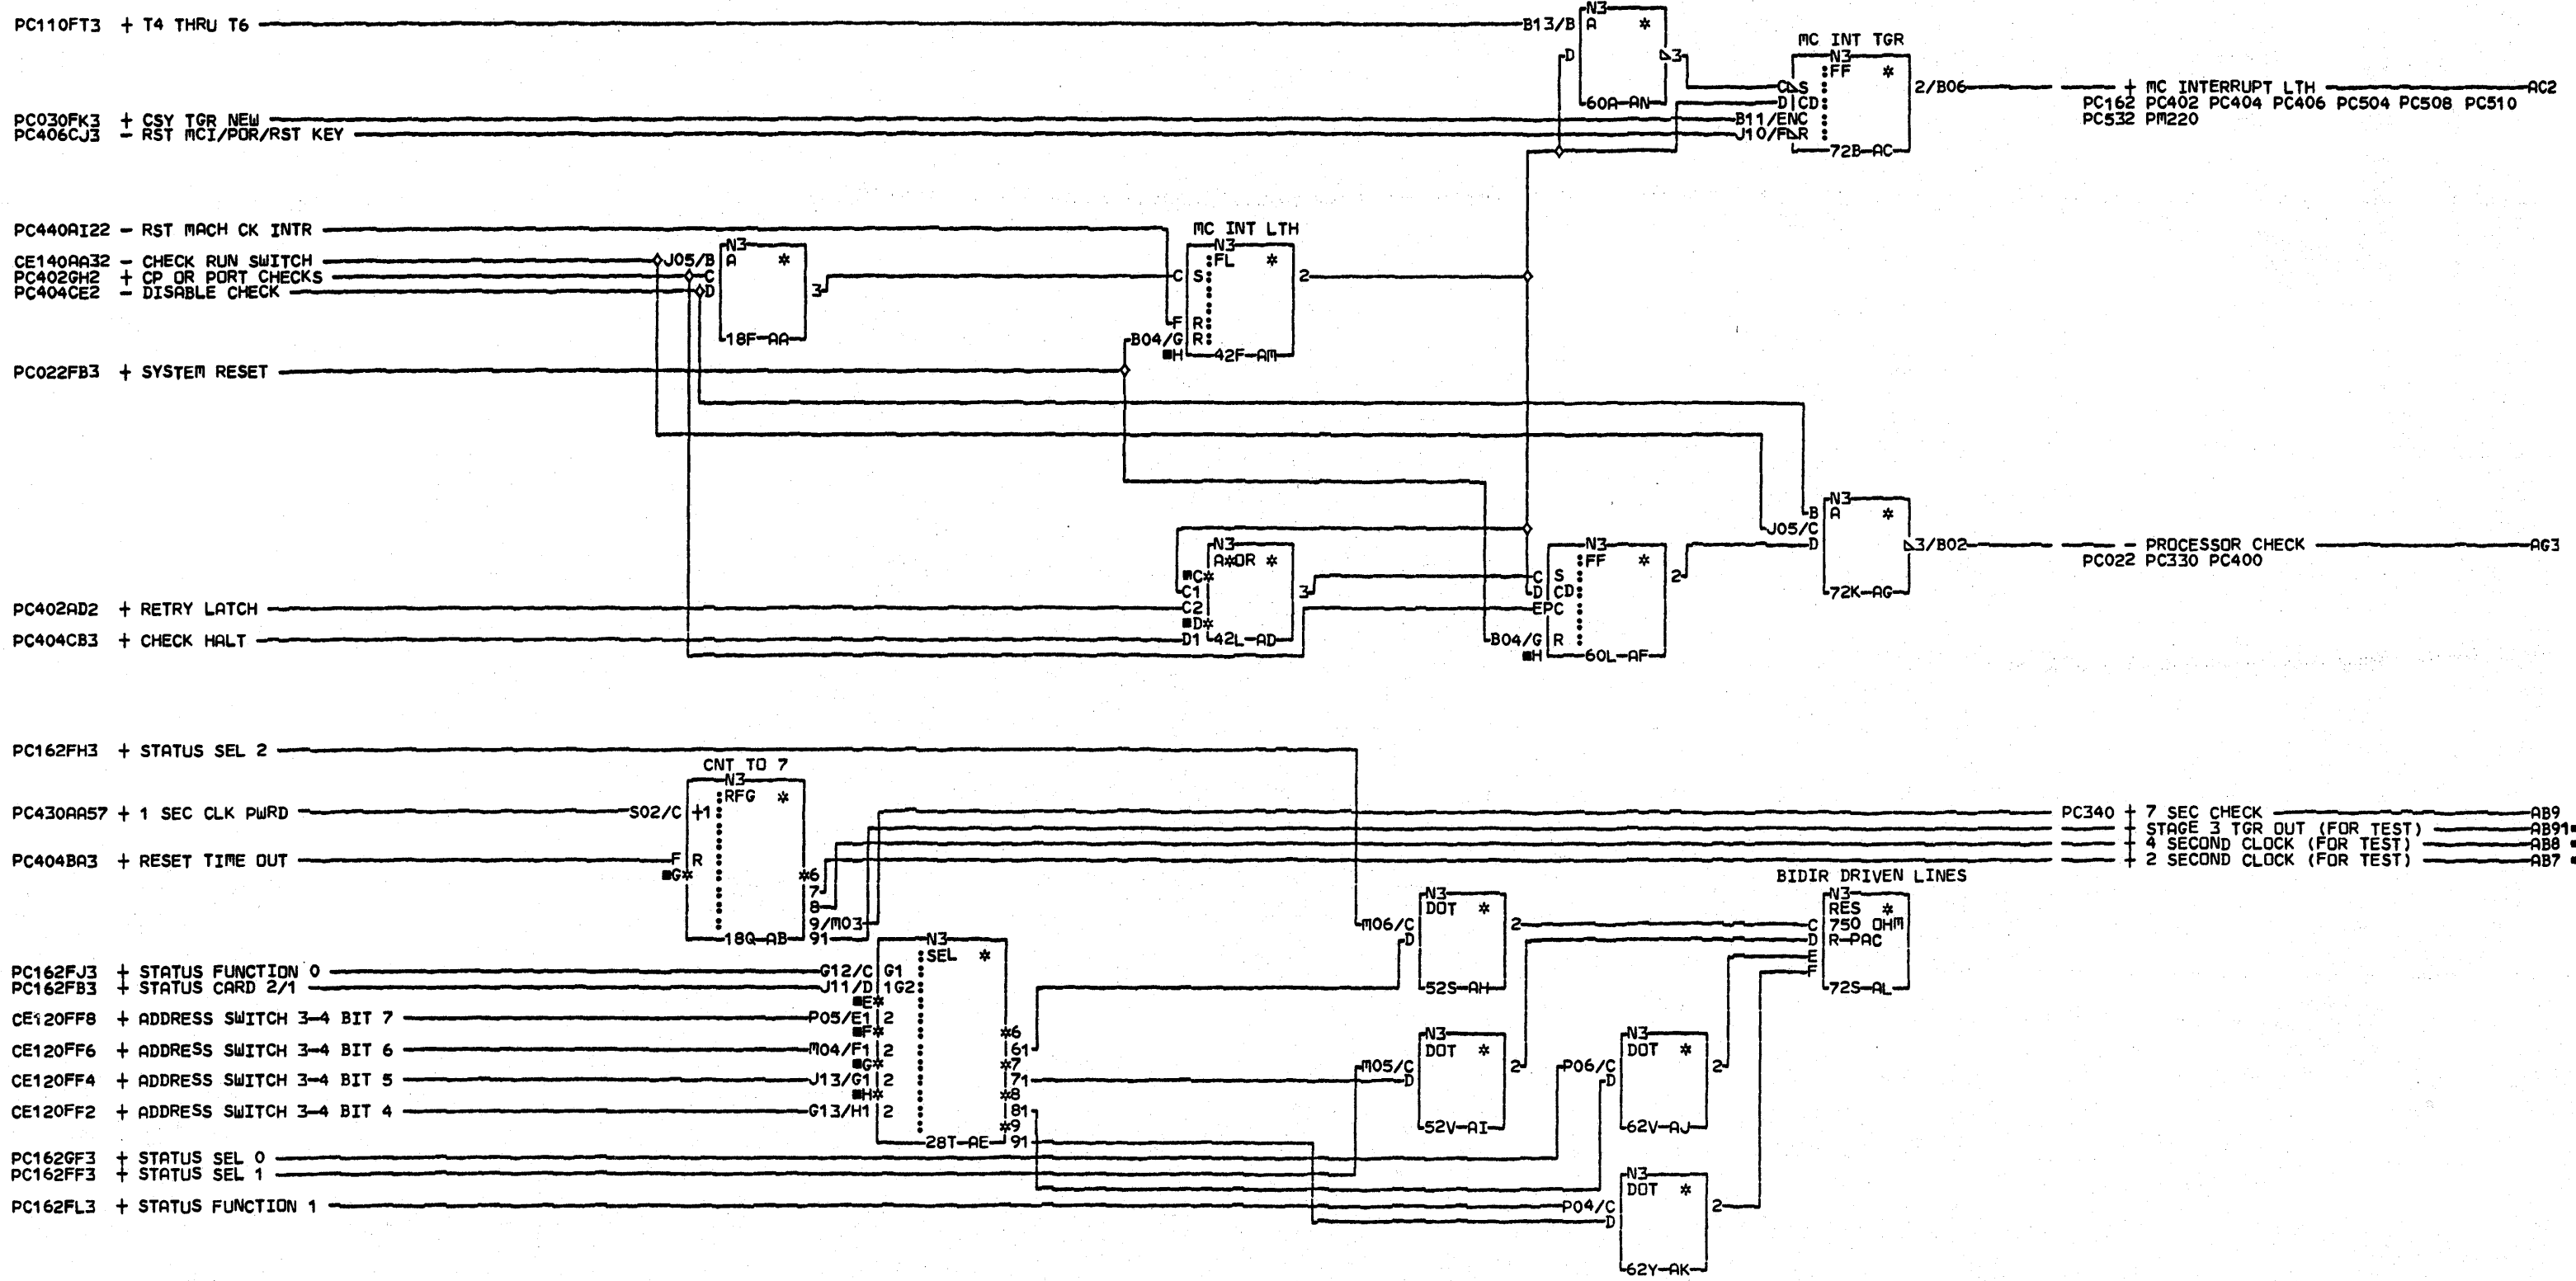 PC110FT3 + T4 THRU T6
B13/B
D
N3
A *
3
60A-AN
MC INT TGR
N3
FF *
C S
D CD
B11/ENC
J10/F R
72B-AC
2/B06
+ MC INTERRUPT LTH
AC2
PC162 PC402 PC404 PC406 PC504 PC508 PC510
PC532 PM220
PC030FK3 + CSY TGR NEW
PC406CJ3 - RST MCI/POR/RST KEY
PC440AI22 - RST MACH CK INTR
CE140AA32 - CHECK RUN SWITCH
PC402GH2 + CP OR PORT CHECKS
PC404CE2 - DISABLE CHECK
J05/B
C
D
N3
A *
3
18F-AA
MC INT LTH
N3
FL *
C S
2
F R
B04/G R
■H
42F-AM
PC022FB3 + SYSTEM RESET
B
J05/C
D
N3
A *
3/B02
72K-AG
- PROCESSOR CHECK
AG3
PC022 PC330 PC400
N3
A*OR *
■C*
C1
C2
■D*
D1
3
42L-AD
N3
FF *
C S
D CD
EPC
B04/G R
■H
2
60L-AF
PC402AD2 + RETRY LATCH
PC404CB3 + CHECK HALT
PC162FH3 + STATUS SEL 2
CNT TO 7
N3
RFG *
S02/C +1
F R
■G*
*6
7
8
9/M03
91
18Q-AB
PC430AA57 + 1 SEC CLK PWRD
PC404BA3 + RESET TIME OUT
PC340 + 7 SEC CHECK AB9
+ STAGE 3 TGR OUT (FOR TEST) AB91■
+ 4 SECOND CLOCK (FOR TEST) AB8 ■
+ 2 SECOND CLOCK (FOR TEST) AB7 ■
BIDIR DRIVEN LINES
N3
RES *
C 750 OHM
D R-PAC
E
F
72S-AL
M06/C
D
N3
DOT *
2
52S-AH
PC162FJ3 + STATUS FUNCTION 0
PC162FB3 + STATUS CARD 2/1
CE120FF8 + ADDRESS SWITCH 3-4 BIT 7
CE120FF6 + ADDRESS SWITCH 3-4 BIT 6
CE120FF4 + ADDRESS SWITCH 3-4 BIT 5
CE120FF2 + ADDRESS SWITCH 3-4 BIT 4
N3
SEL *
G12/C G1
J11/D 1G2
■E*
P05/E1 2
■F*
M04/F1 2
■G*
J13/G1 2
■H*
G13/H1 2
*6
61
*7
71
*8
81
*9
91
28T-AE
M05/C
D
N3
DOT *
2
52V-AI
P06/C
D
N3
DOT *
2
62V-AJ
PC162GF3 + STATUS SEL 0
PC162FF3 + STATUS SEL 1
PC162FL3 + STATUS FUNCTION 1
P04/C
D
N3
DOT *
2
62Y-AK